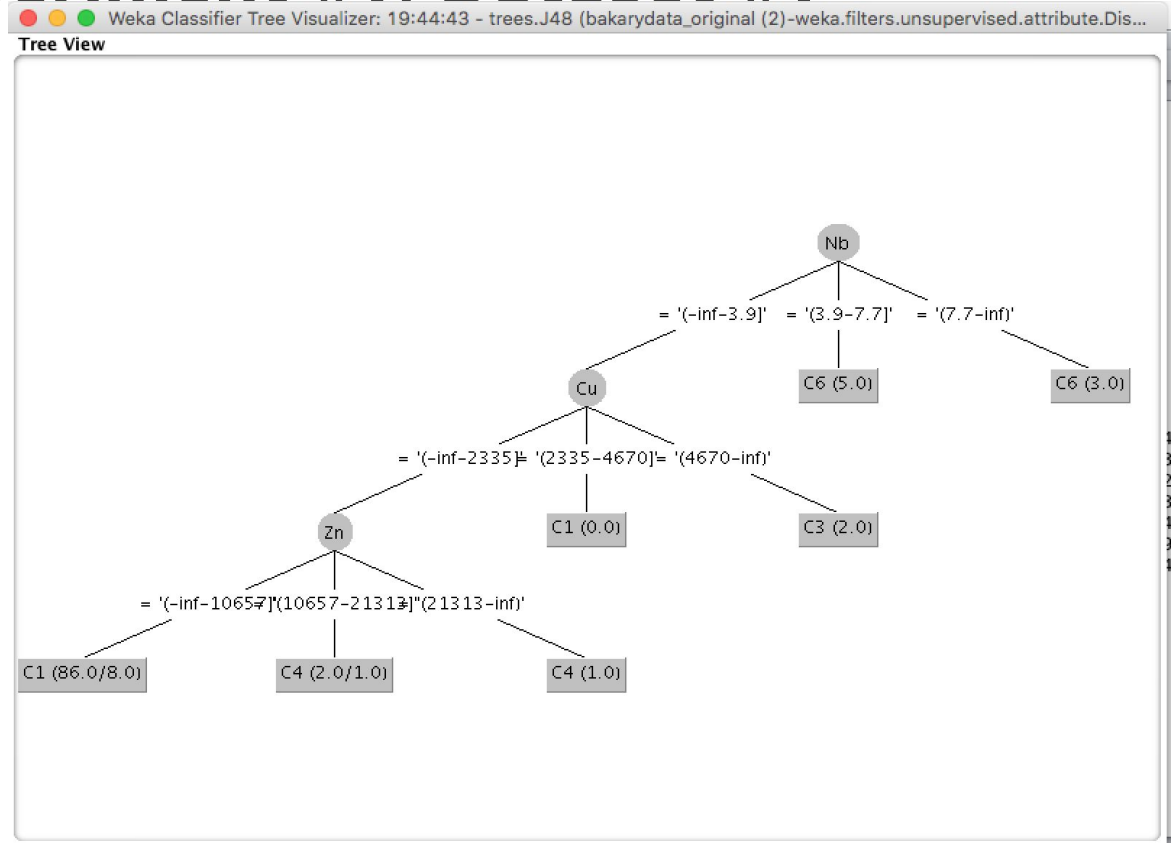 Weka Classifier Tree Visualizer: 19:44:43 - trees.J48 (bakarydata_original (2)-weka.filters.unsupervised.attribute.Dis...
Tree View
Nb
= '(-inf-3.9]' = '(3.9-7.7]' = '(7.7-inf)'
Cu C6 (5.0) C6 (3.0)
= '(-inf-2335]' = '(2335-4670]' = '(4670-inf)'
Zn C1 (0.0) C3 (2.0)
= '(-inf-10657]' = '(10657-21313]' = '(21313-inf)'
C1 (86.0/8.0) C4 (2.0/1.0) C4 (1.0)